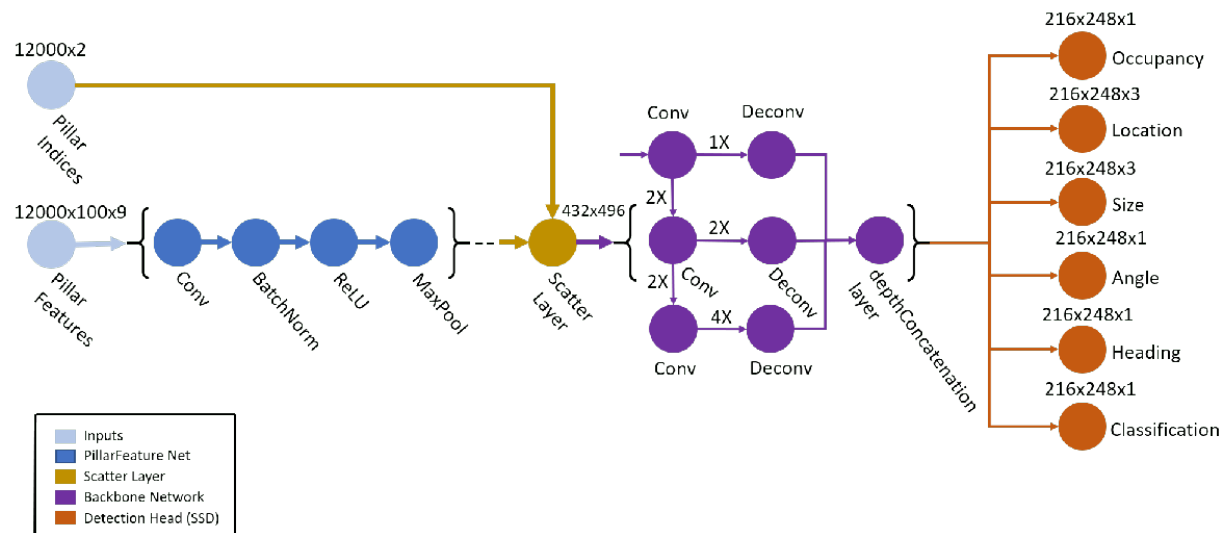 12000x2
Pillar
Indices
12000x100x9
Pillar
Features
Conv
BatchNorm
ReLU
MaxPool
Scatter
Layer
432x496
Conv
Deconv
1X
2X
2X
Conv
Deconv
2X
4X
Conv
Deconv
depthConcatenation
layer
216x248x1
Occupancy
216x248x3
Location
216x248x3
Size
216x248x1
Angle
216x248x1
Heading
216x248x1
Classification
Inputs
PillarFeature Net
Scatter Layer
Backbone Network
Detection Head (SSD)